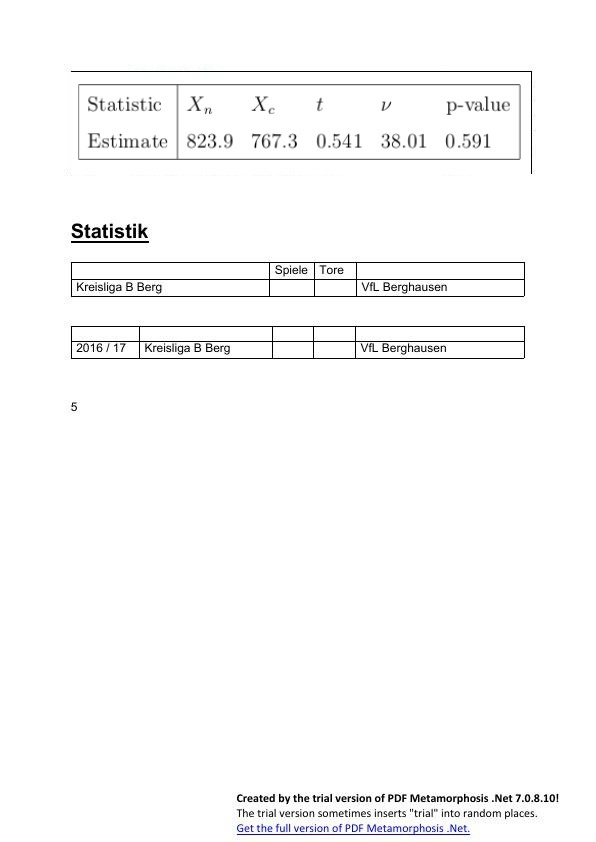 Statistic X_n X_c t ν p-value
Estimate 823.9 767.3 0.541 38.01 0.591
Statistik
Spiele Tore
Kreisliga B Berg VfL Berghausen
2016 / 17 Kreisliga B Berg VfL Berghausen
5
Created by the trial version of PDF Metamorphosis .Net 7.0.8.10!
The trial version sometimes inserts "trial" into random places.
Get the full version of PDF Metamorphosis .Net.